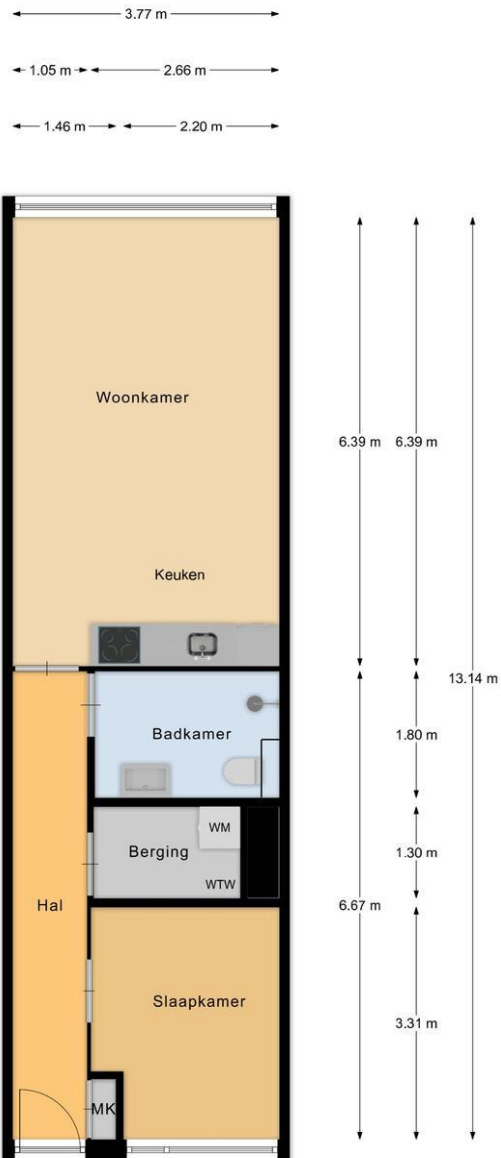 3.77 m
1.05 m 2.66 m
1.46 m 2.20 m
Woonkamer
6.39 m 6.39 m
Keuken
13.14 m
Badkamer
1.80 m
WM
Berging
1.30 m
WTW
Hal
6.67 m
Slaapkamer
3.31 m
MK